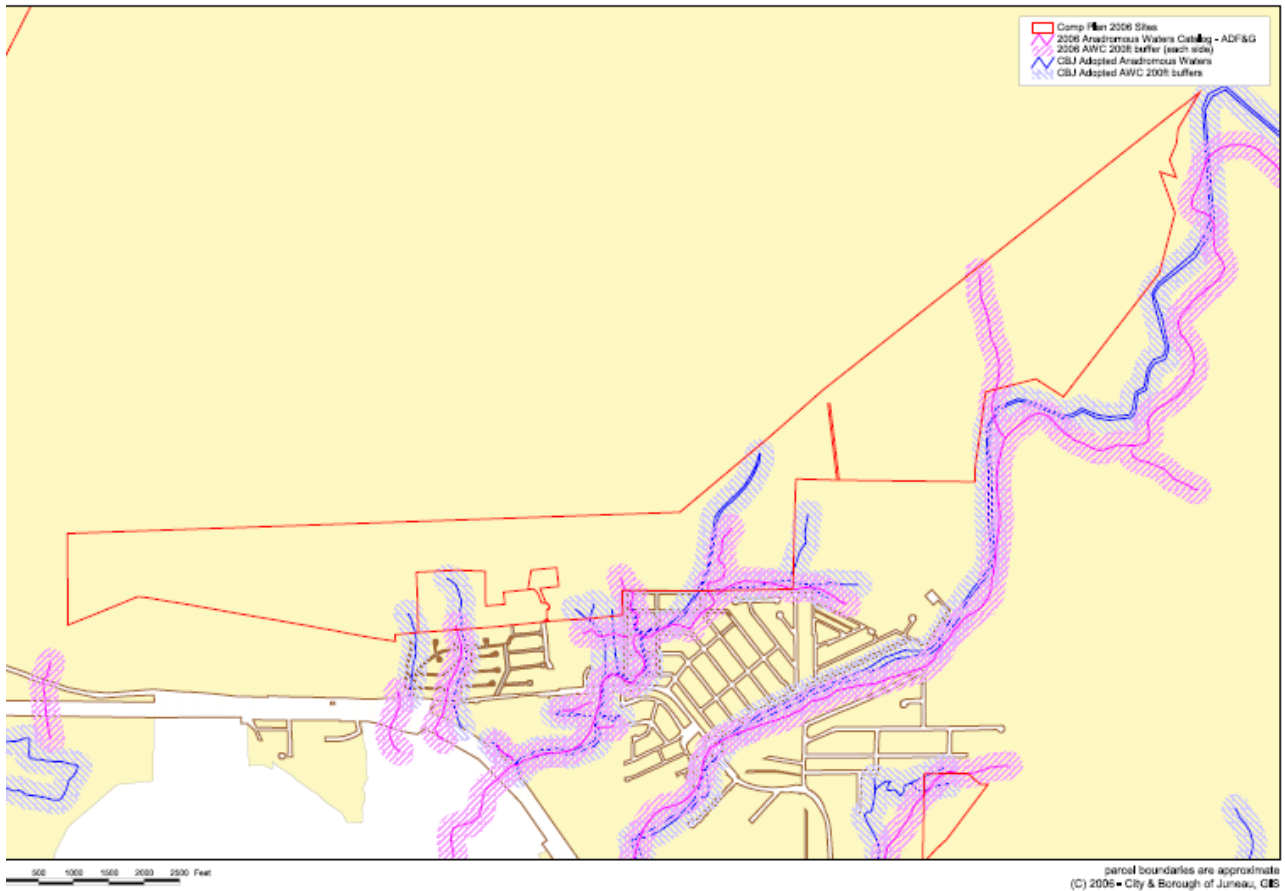 Comp Plan 2006 Sites
2006 Anadromous Waters Catalog - ADF&G
2006 AWC 200ft buffer (each side)
CBJ Adopted Anadromous Waters
CBJ Adopted AWC 200ft buffers
500 1000 1500 2000 2500 Feet
parcel boundaries are approximate
(C) 2006 - City & Borough of Juneau, GIS